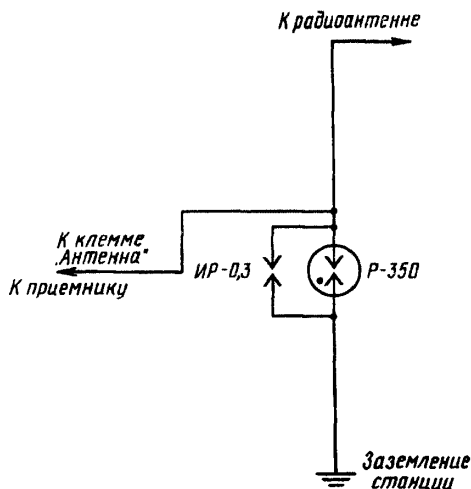 К радиоантенне
К клемме
„Антенна"
К приемнику
ИР-0,3
Р-350
Заземление
станции